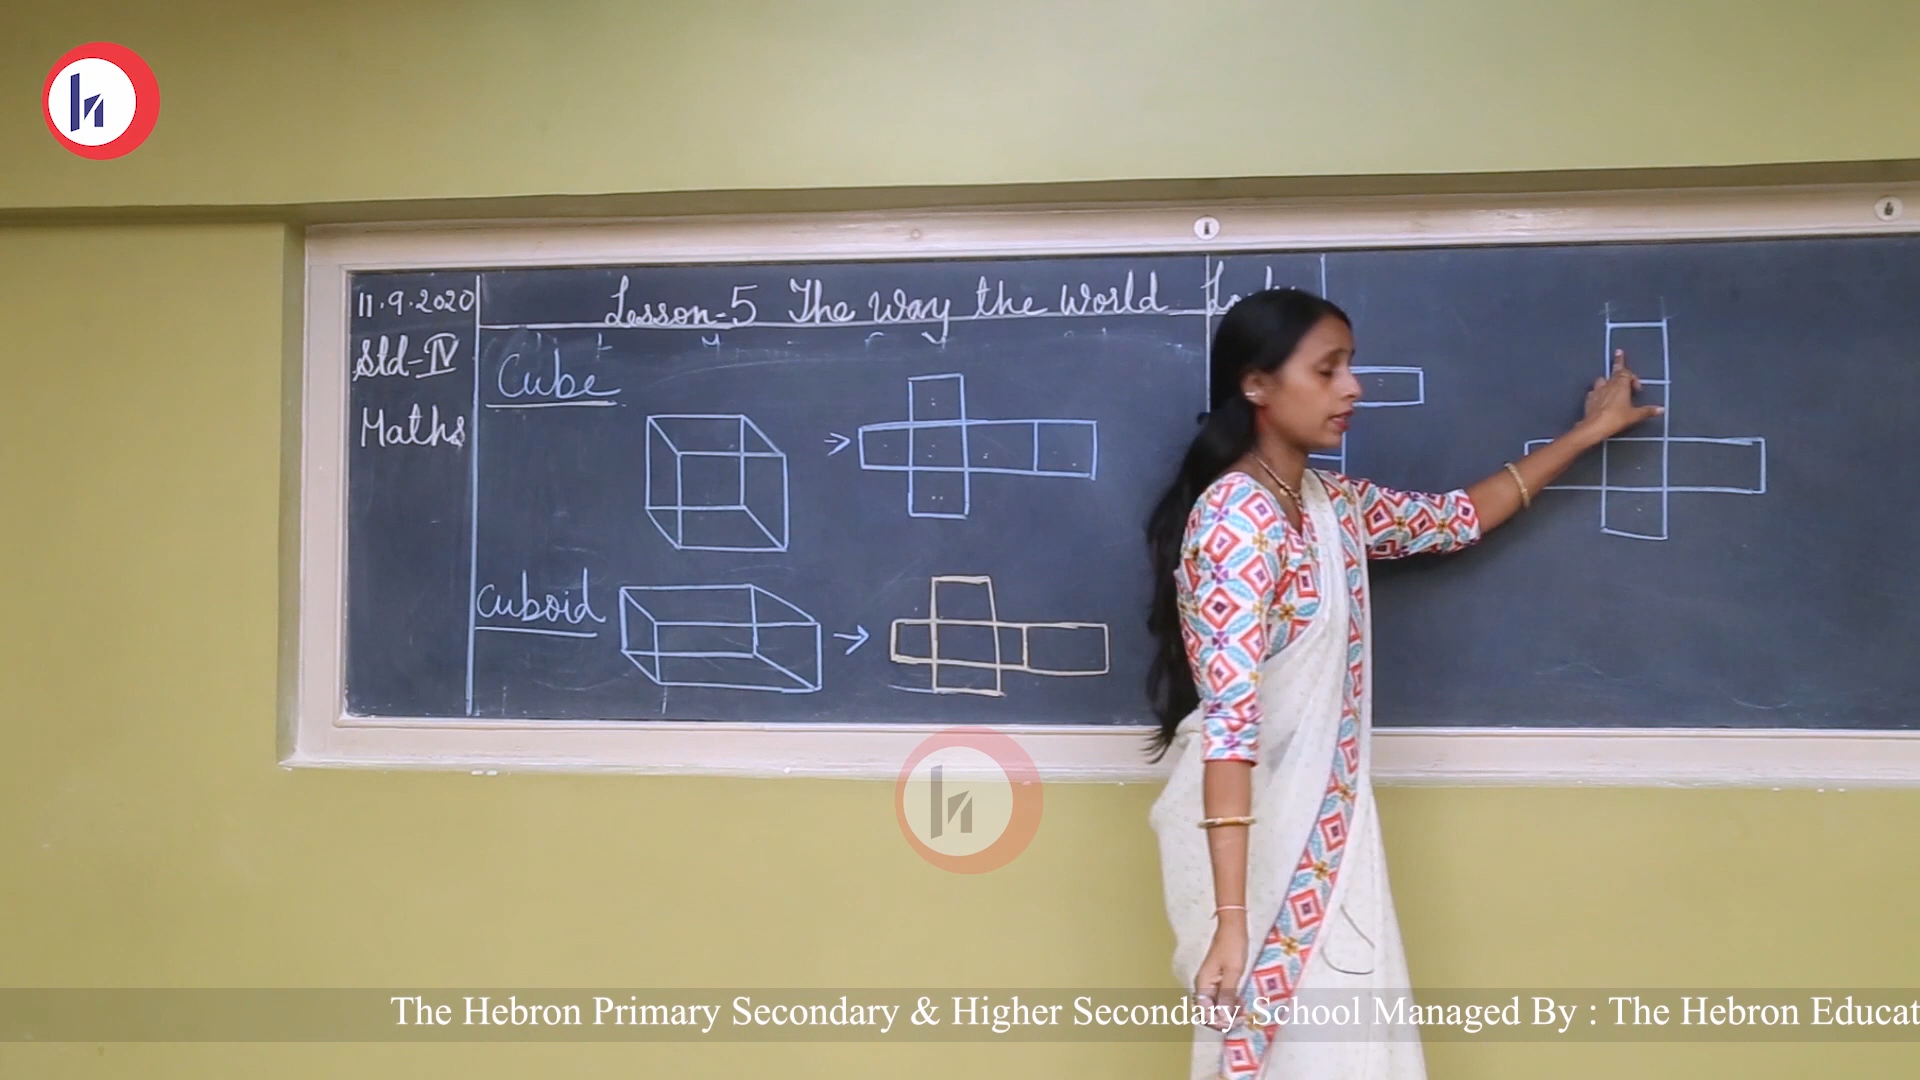 11.9.2020
Std-IV
Maths
Lesson-5 The Way the World
Cube
Cuboid
The Hebron Primary Secondary & Higher Secondary School Managed By : The Hebron Educat